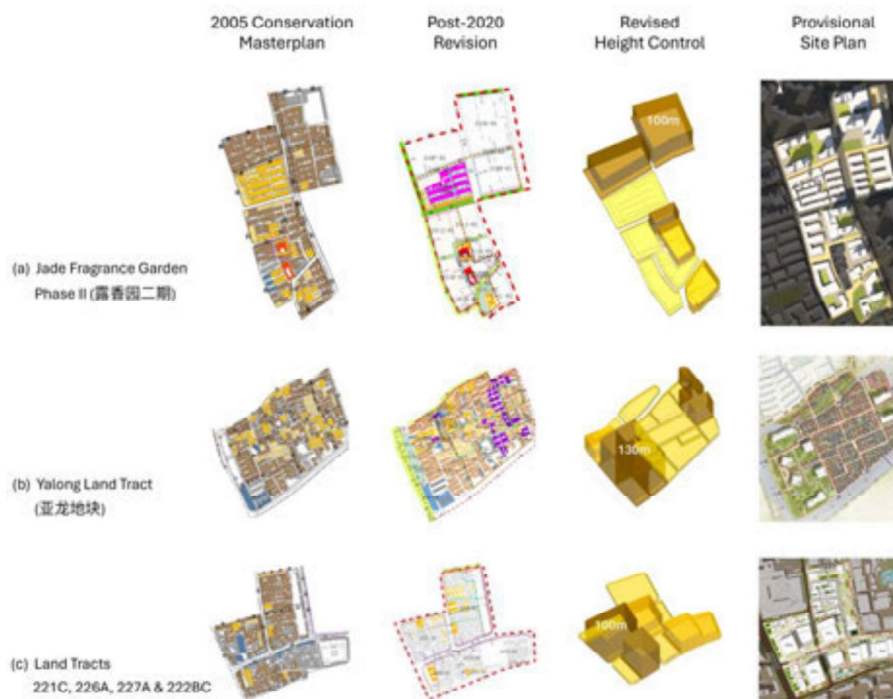 2005 Conservation
Masterplan
Post-2020
Revision
Revised
Height Control
Provisional
Site Plan
100m
(a) Jade Fragrance Garden
Phase II (露香园二期)
130m
(b) Yalong Land Tract
(亚龙地块)
100m
(c) Land Tracts
221C, 226A, 227A & 222BC